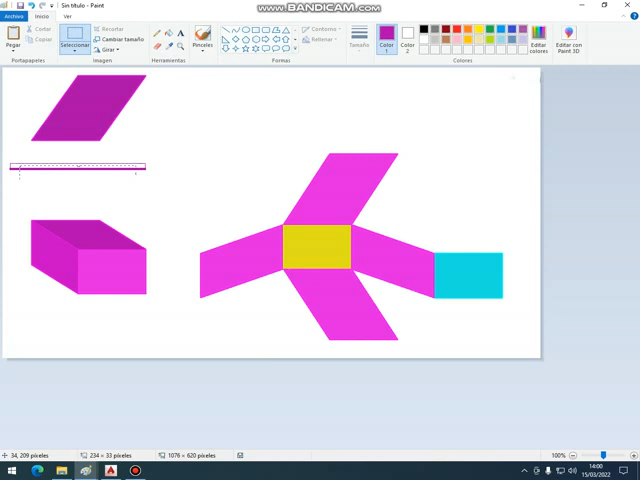 www.BANDICAM.com
Sin título - Paint
Archivo
Inicio
Ver
Pegar
Cortar
Copiar
Portapapeles
Seleccionar
Recortar
Cambiar tamaño
Girar
Imagen
A
Herramientas
Pinceles
Contorno
Rellenar
Formas
Tamaño
Color 1
Color 2
Colores
Editar colores
Editar con Paint 3D
34, 209 píxeles
234 × 33 píxeles
1076 × 620 píxeles
100%
14:00
15/03/2022